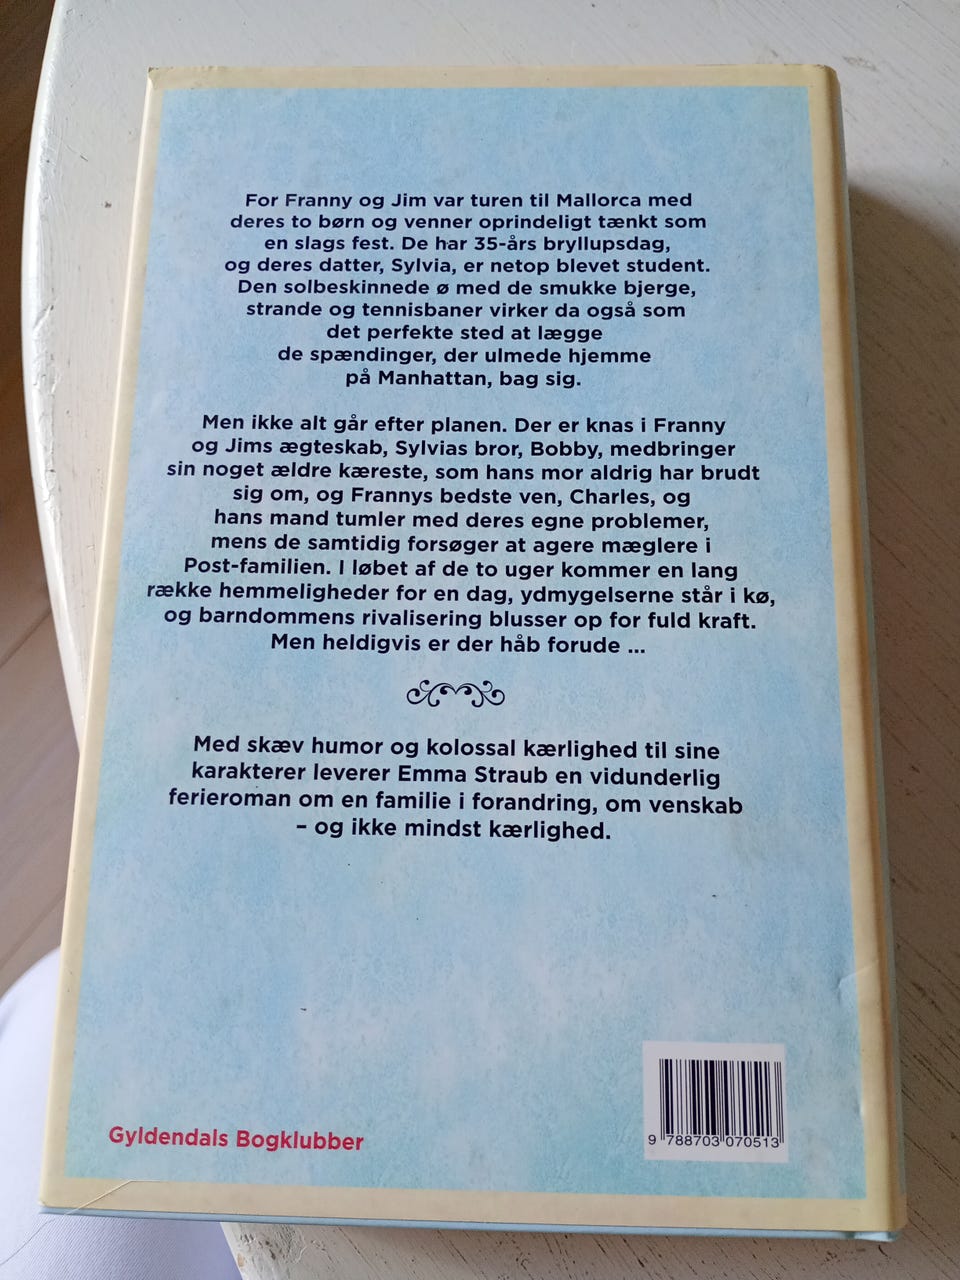 For Franny og Jim var turen til Mallorca med
deres to børn og venner oprindeligt tænkt som
en slags fest. De har 35-års bryllupsdag,
og deres datter, Sylvia, er netop blevet student.
Den solbeskinnede ø med de smukke bjerge,
strande og tennisbaner virker da også som
det perfekte sted at lægge
de spændinger, der ulmede hjemme
på Manhattan, bag sig.
Men ikke alt går efter planen. Der er knas i Franny
og Jims ægteskab, Sylvias bror, Bobby, medbringer
sin noget ældre kæreste, som hans mor aldrig har brudt
sig om, og Frannys bedste ven, Charles, og
hans mand tumler med deres egne problemer,
mens de samtidig forsøger at agere mæglere i
Post-familien. I løbet af de to uger kommer en lang
række hemmeligheder for en dag, ydmygelserne står i kø,
og barndommens rivalisering blusser op for fuld kraft.
Men heldigvis er der håb forude ...
Med skæv humor og kolossal kærlighed til sine
karakterer leverer Emma Straub en vidunderlig
ferieroman om en familie i forandring, om venskab
– og ikke mindst kærlighed.
Gyldendals Bogklubber
9 788703 070513